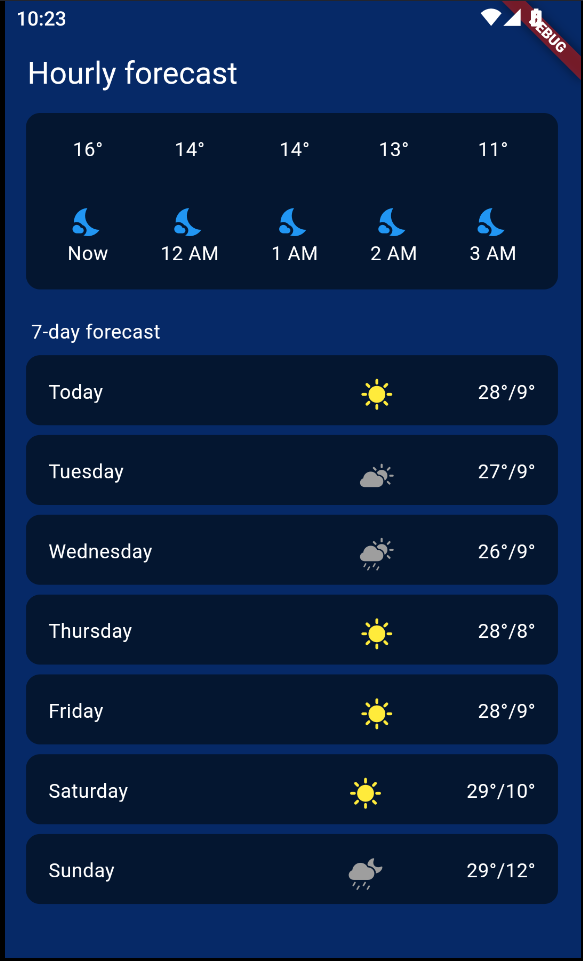 10:23
DEBUG
Hourly forecast
16° 14° 14° 13° 11°
Now 12 AM 1 AM 2 AM 3 AM
7-day forecast
Today 28°/9°
Tuesday 27°/9°
Wednesday 26°/9°
Thursday 28°/8°
Friday 28°/9°
Saturday 29°/10°
Sunday 29°/12°